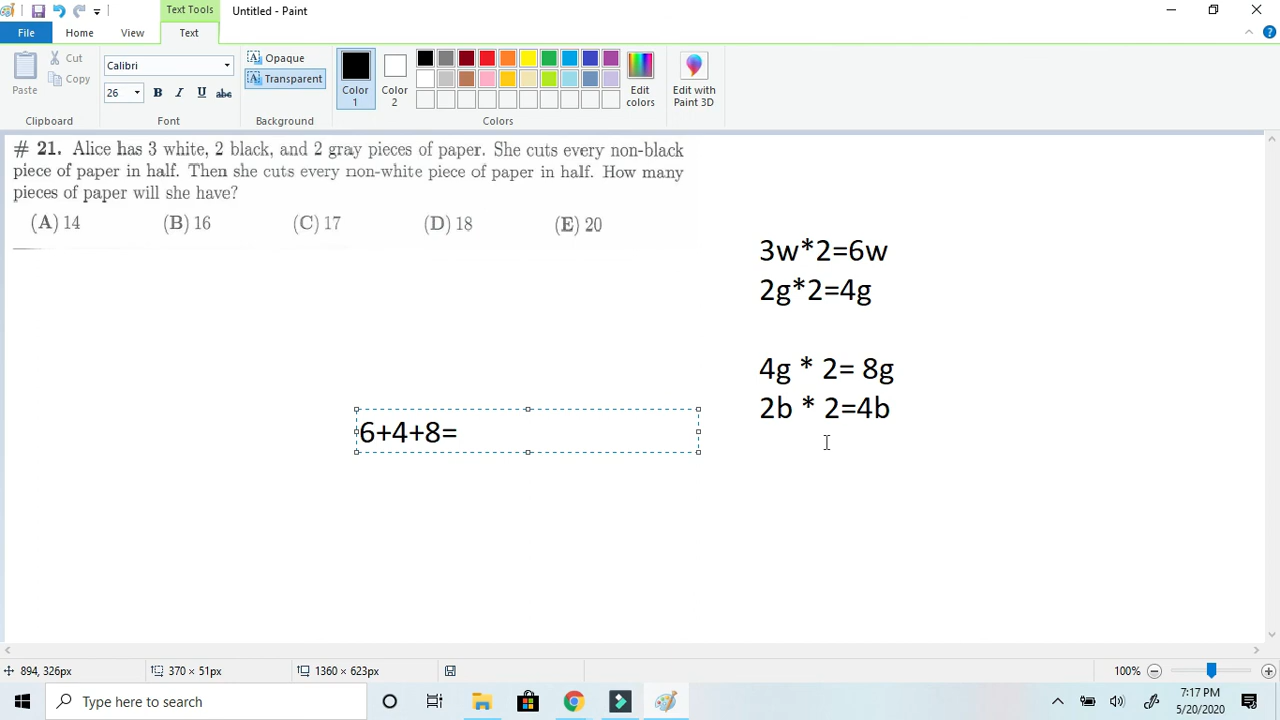 Text Tools
Untitled - Paint
File
Home
View
Text
Paste
Cut
Copy
Clipboard
Calibri
26
B
I
U
abc
Font
Opaque
Transparent
Background
Color 1
Color 2
Edit colors
Colors
Edit with Paint 3D
# 21. Alice has 3 white, 2 black, and 2 gray pieces of paper. She cuts every non-black
piece of paper in half. Then she cuts every non-white piece of paper in half. How many
pieces of paper will she have?
(A) 14 (B) 16 (C) 17 (D) 18 (E) 20
3w*2=6w
2g*2=4g
4g * 2= 8g
2b * 2=4b
6+4+8=
894, 326px
370 × 51px
1360 × 623px
100%
Type here to search
7:17 PM
5/20/2020